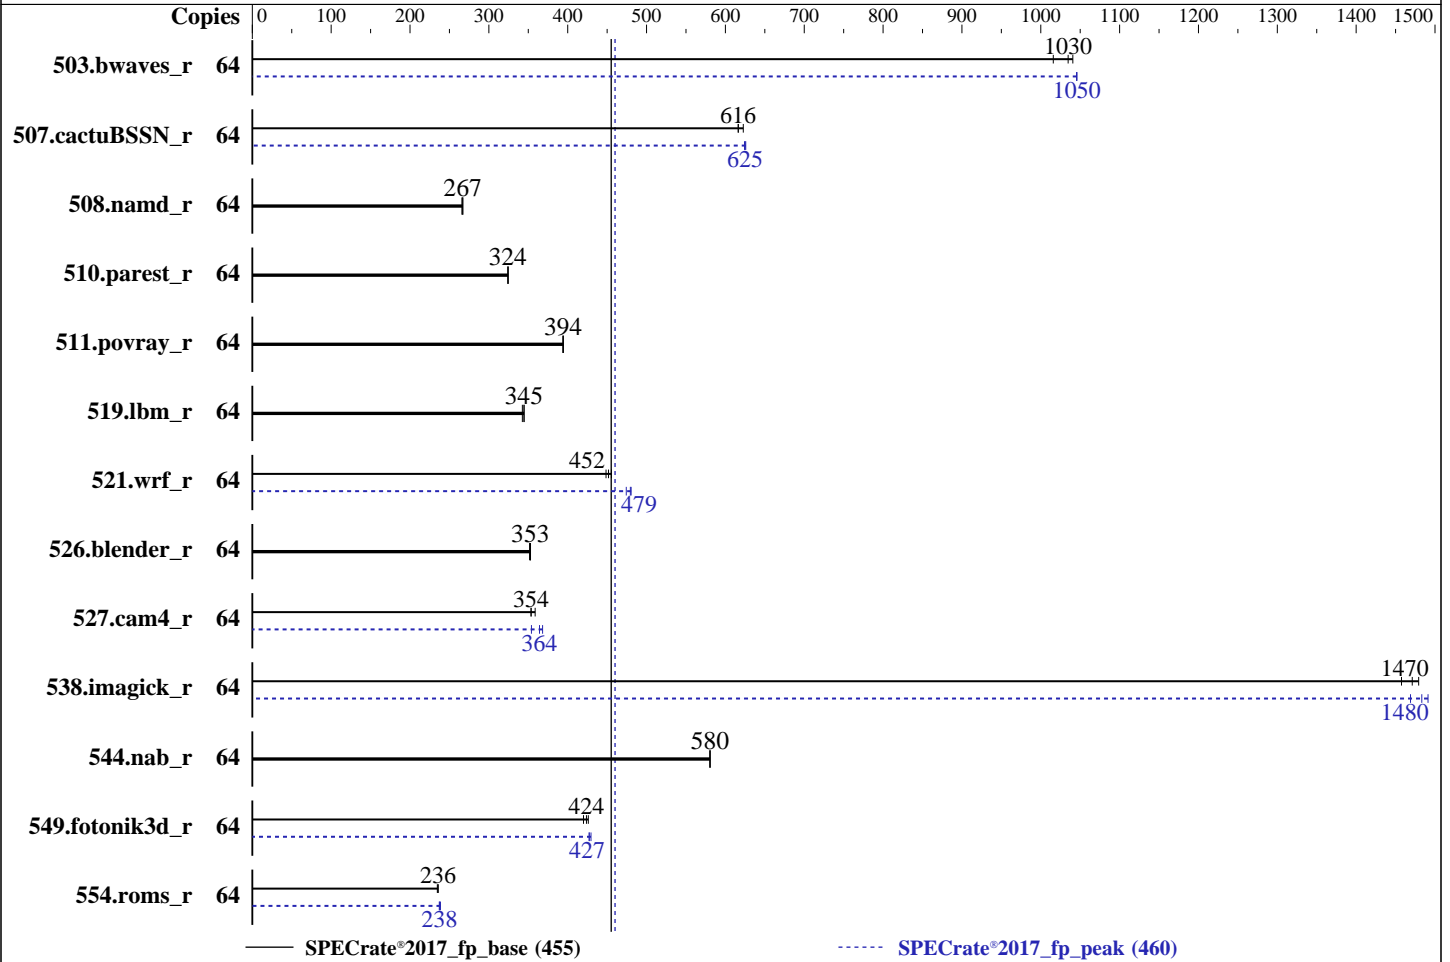 Copies 0 100 200 300 400 500 600 700 800 900 1000 1100 1200 1300 1400 1500
1030
503.bwaves_r 64
1050
616
507.cactuBSSN_r 64
625
267
508.namd_r 64
324
510.parest_r 64
394
511.povray_r 64
345
519.lbm_r 64
452
521.wrf_r 64
479
353
526.blender_r 64
354
527.cam4_r 64
364
1470
538.imagick_r 64
1480
580
544.nab_r 64
424
549.fotonik3d_r 64
427
236
554.roms_r 64
238
SPECrate®2017_fp_base (455) SPECrate®2017_fp_peak (460)